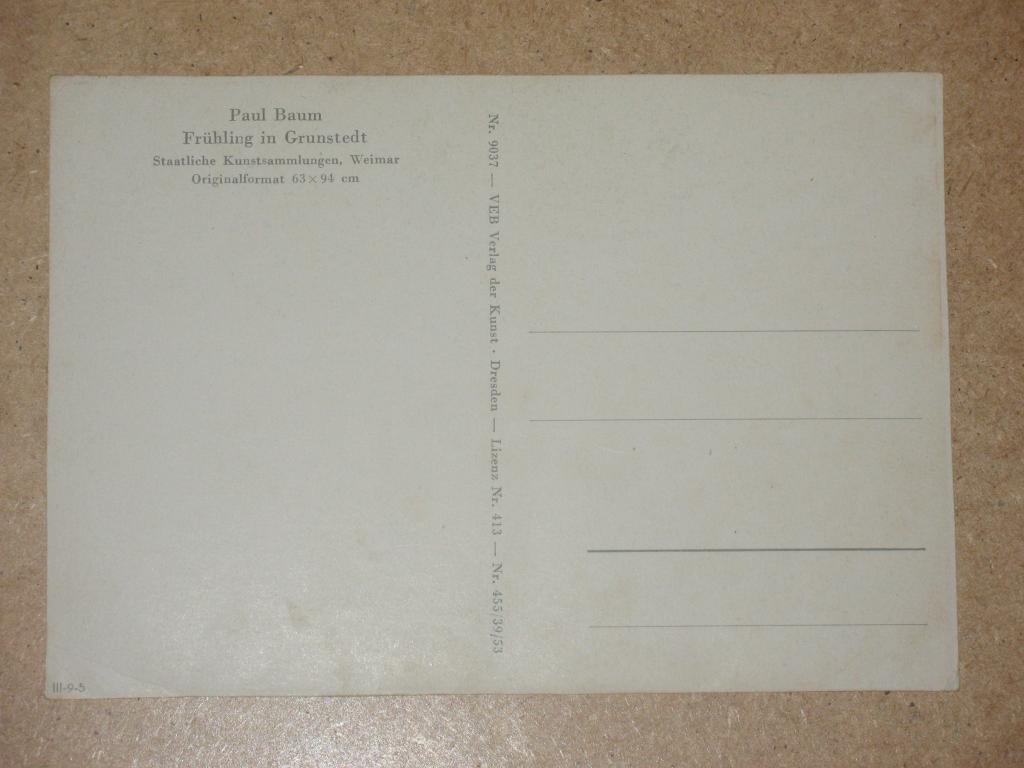 Paul Baum
Frühling in Grunstedt
Staatliche Kunstsammlungen, Weimar
Originalformat 63 × 94 cm
Nr. 9037 — VEB Verlag der Kunst · Dresden — Lizenz Nr. 413 — Nr. 455/39/53
III-9-5